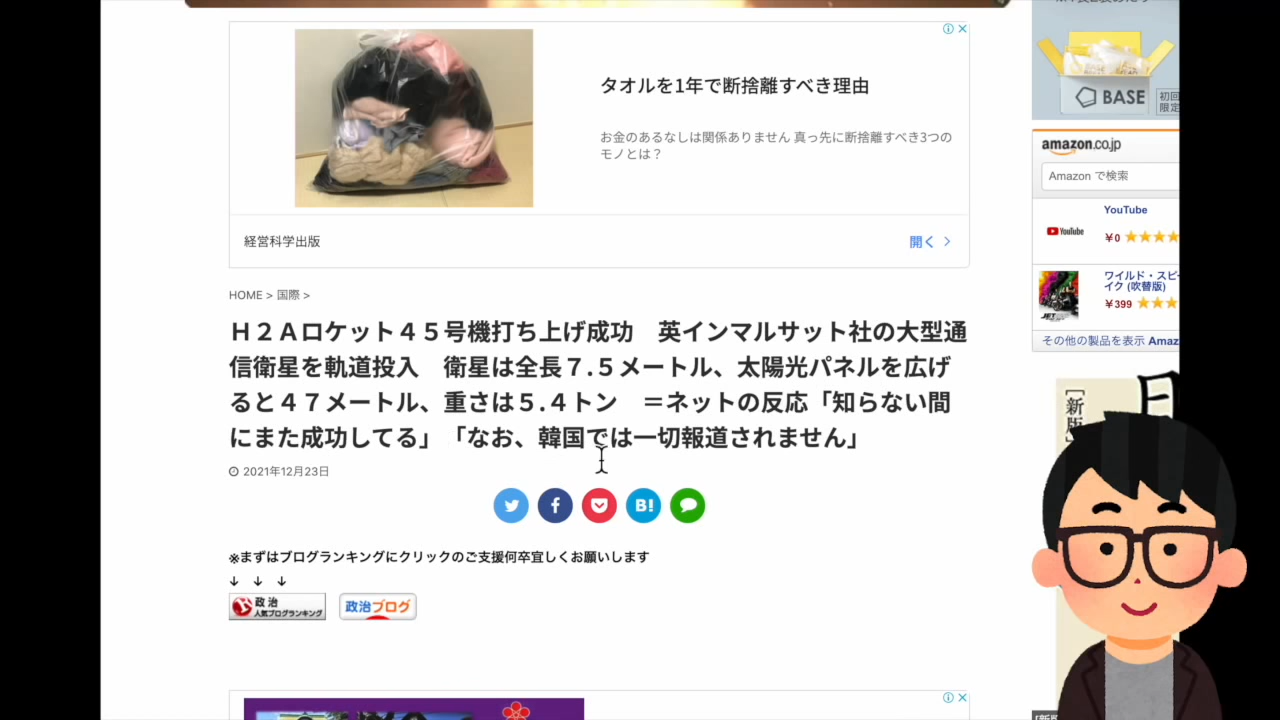 タオルを1年で断捨離すべき理由
お金のあるなしは関係ありません 真っ先に断捨離すべき3つの
モノとは？
経営科学出版
開く
HOME > 国際 >
Ｈ２Ａロケット４５号機打ち上げ成功　英インマルサット社の大型通
信衛星を軌道投入　衛星は全長７.５メートル、太陽光パネルを広げ
ると４７メートル、重さは５.４トン　＝ネットの反応「知らない間
にまた成功してる」「なお、韓国では一切報道されません」
2021年12月23日
B!
※まずはブログランキングにクリックのご支援何卒宜しくお願いします
↓ ↓ ↓
政治
人気ブログランキング
政治ブログ
BASE
初回
限定
amazon.co.jp
Amazon で検索
YouTube
YouTube
￥0
ワイルド・スピー
イク (吹替版)
￥399
その他の製品を表示 Amaz
［新版］